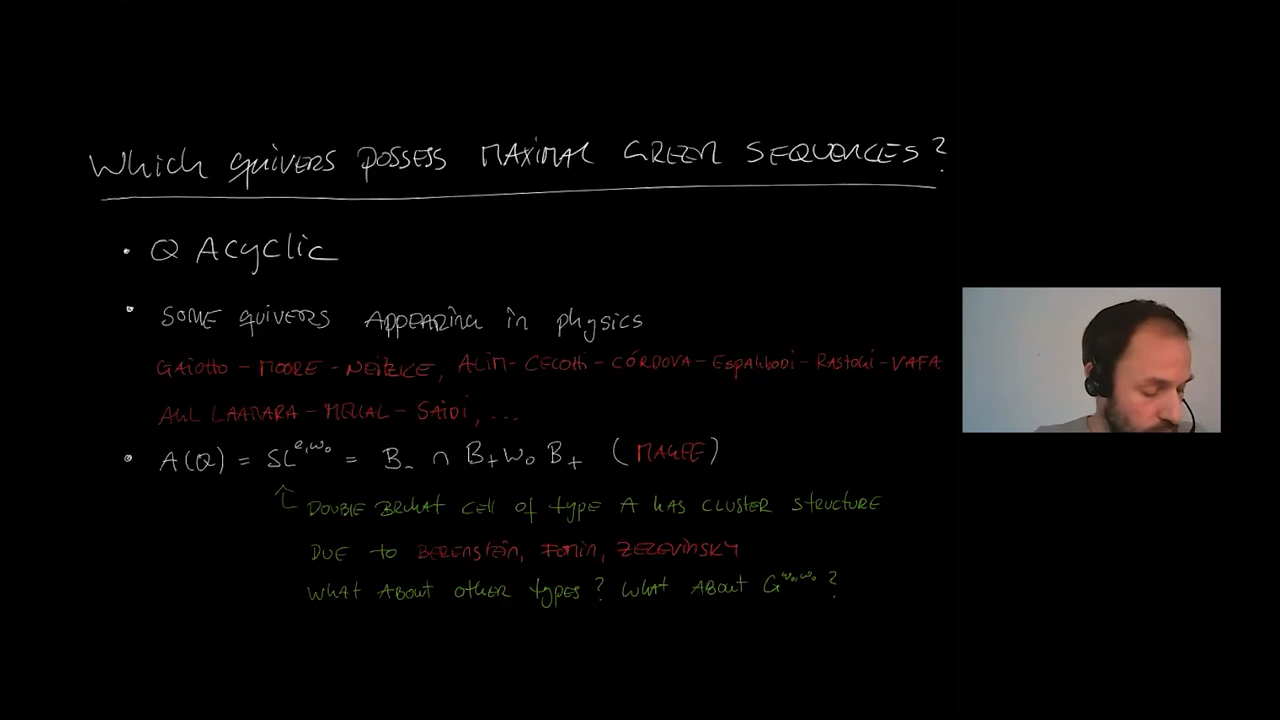 Which quivers possess maximal green sequences?
• Q Acyclic
• Some quivers appearing in physics
Gaiotto – Moore – Neitzke, Alim – Cecotti – Córdova – Espahbodi – Rastogi – Vafa
Ahl Laamara – Mellal – Saidi, ...
• A(Q) = SL^{e,w₀} = B₋ ∩ B₊ w₀ B₊ (Magee)
↑ Double Bruhat cell of type A has cluster structure
due to Berenstein, Fomin, Zelevinsky
What about other types? What about G^{w₀,w₀}?